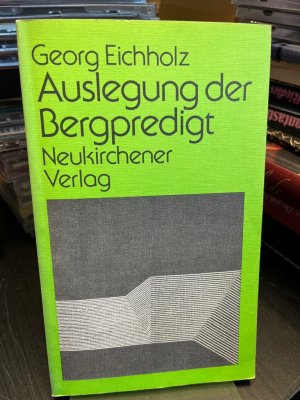 Georg Eichholz
Auslegung der
Bergpredigt
Neukirchener
Verlag